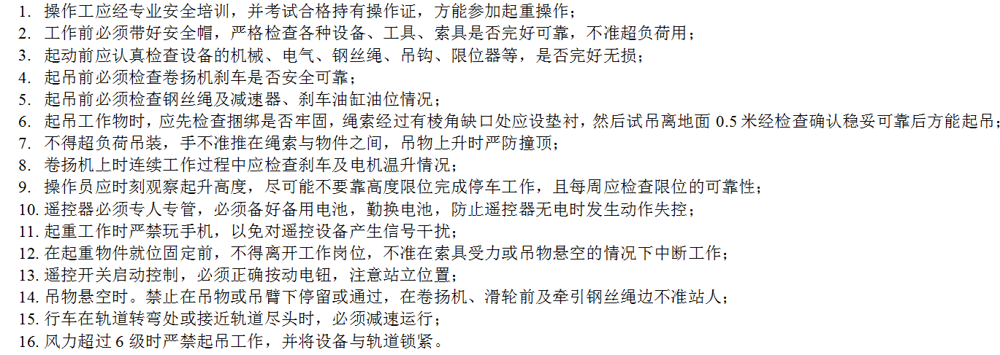 1. 操作工应经专业安全培训，并考试合格持有操作证，方能参加起重操作；
2. 工作前必须带好安全帽，严格检查各种设备、工具、索具是否完好可靠，不准超负荷用；
3. 起动前应认真检查设备的机械、电气、钢丝绳、吊钩、限位器等，是否完好无损；
4. 起吊前必须检查卷扬机刹车是否安全可靠；
5. 起吊前必须检查钢丝绳及减速器、刹车油缸油位情况；
6. 起吊工作物时，应先检查捆绑是否牢固，绳索经过有棱角缺口处应设垫衬，然后试吊离地面 0.5 米经检查确认稳妥可靠后方能起吊；
7. 不得超负荷吊装，手不准推在绳索与物件之间，吊物上升时严防撞顶；
8. 卷扬机上时连续工作过程中应检查刹车及电机温升情况；
9. 操作员应时刻观察起升高度，尽可能不要靠高度限位完成停车工作，且每周应检查限位的可靠性；
10. 遥控器必须专人专管，必须备好备用电池，勤换电池，防止遥控器无电时发生动作失控；
11. 起重工作时严禁玩手机，以免对遥控设备产生信号干扰；
12. 在起重物件就位固定前，不得离开工作岗位，不准在索具受力或吊物悬空的情况下中断工作；
13. 遥控开关启动控制，必须正确按动电钮，注意站立位置；
14. 吊物悬空时。禁止在吊物或吊臂下停留或通过，在卷扬机、滑轮前及牵引钢丝绳边不准站人；
15. 行车在轨道转弯处或接近轨道尽头时，必须减速运行；
16. 风力超过 6 级时严禁起吊工作，并将设备与轨道锁紧。